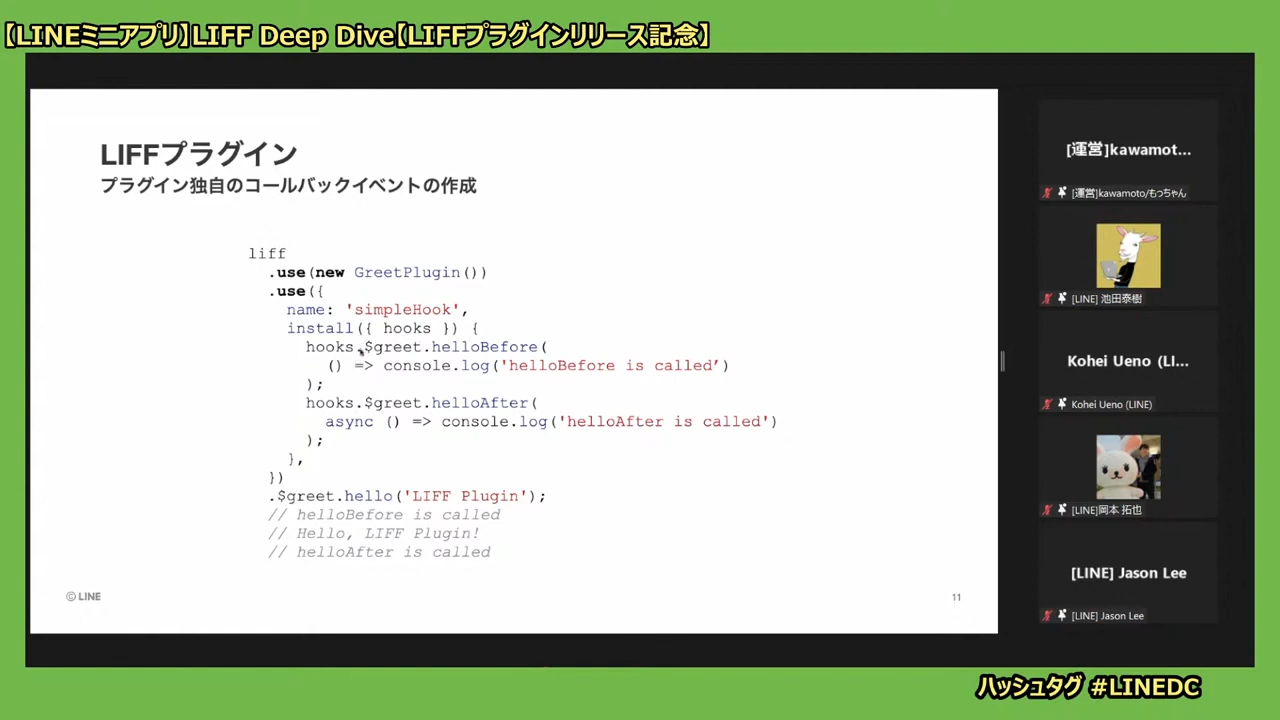 【LINEミニアプリ】LIFF Deep Dive【LIFFプラグインリリース記念】
LIFFプラグイン
プラグイン独自のコールバックイベントの作成
liff
.use(new GreetPlugin())
.use({
name: 'simpleHook',
install({ hooks }) {
hooks.$greet.helloBefore(
() => console.log('helloBefore is called’)
);
hooks.$greet.helloAfter(
async () => console.log('helloAfter is called')
);
},
})
.$greet.hello('LIFF Plugin');
// helloBefore is called
// Hello, LIFF Plugin!
// helloAfter is called
© LINE
11
[運営]kawamot...
[運営]kawamoto/もっちゃん
[LINE] 池田泰樹
Kohei Ueno (LI...
Kohei Ueno (LINE)
[LINE]岡本 拓也
[LINE] Jason Lee
[LINE] Jason Lee
ハッシュタグ #LINEDC